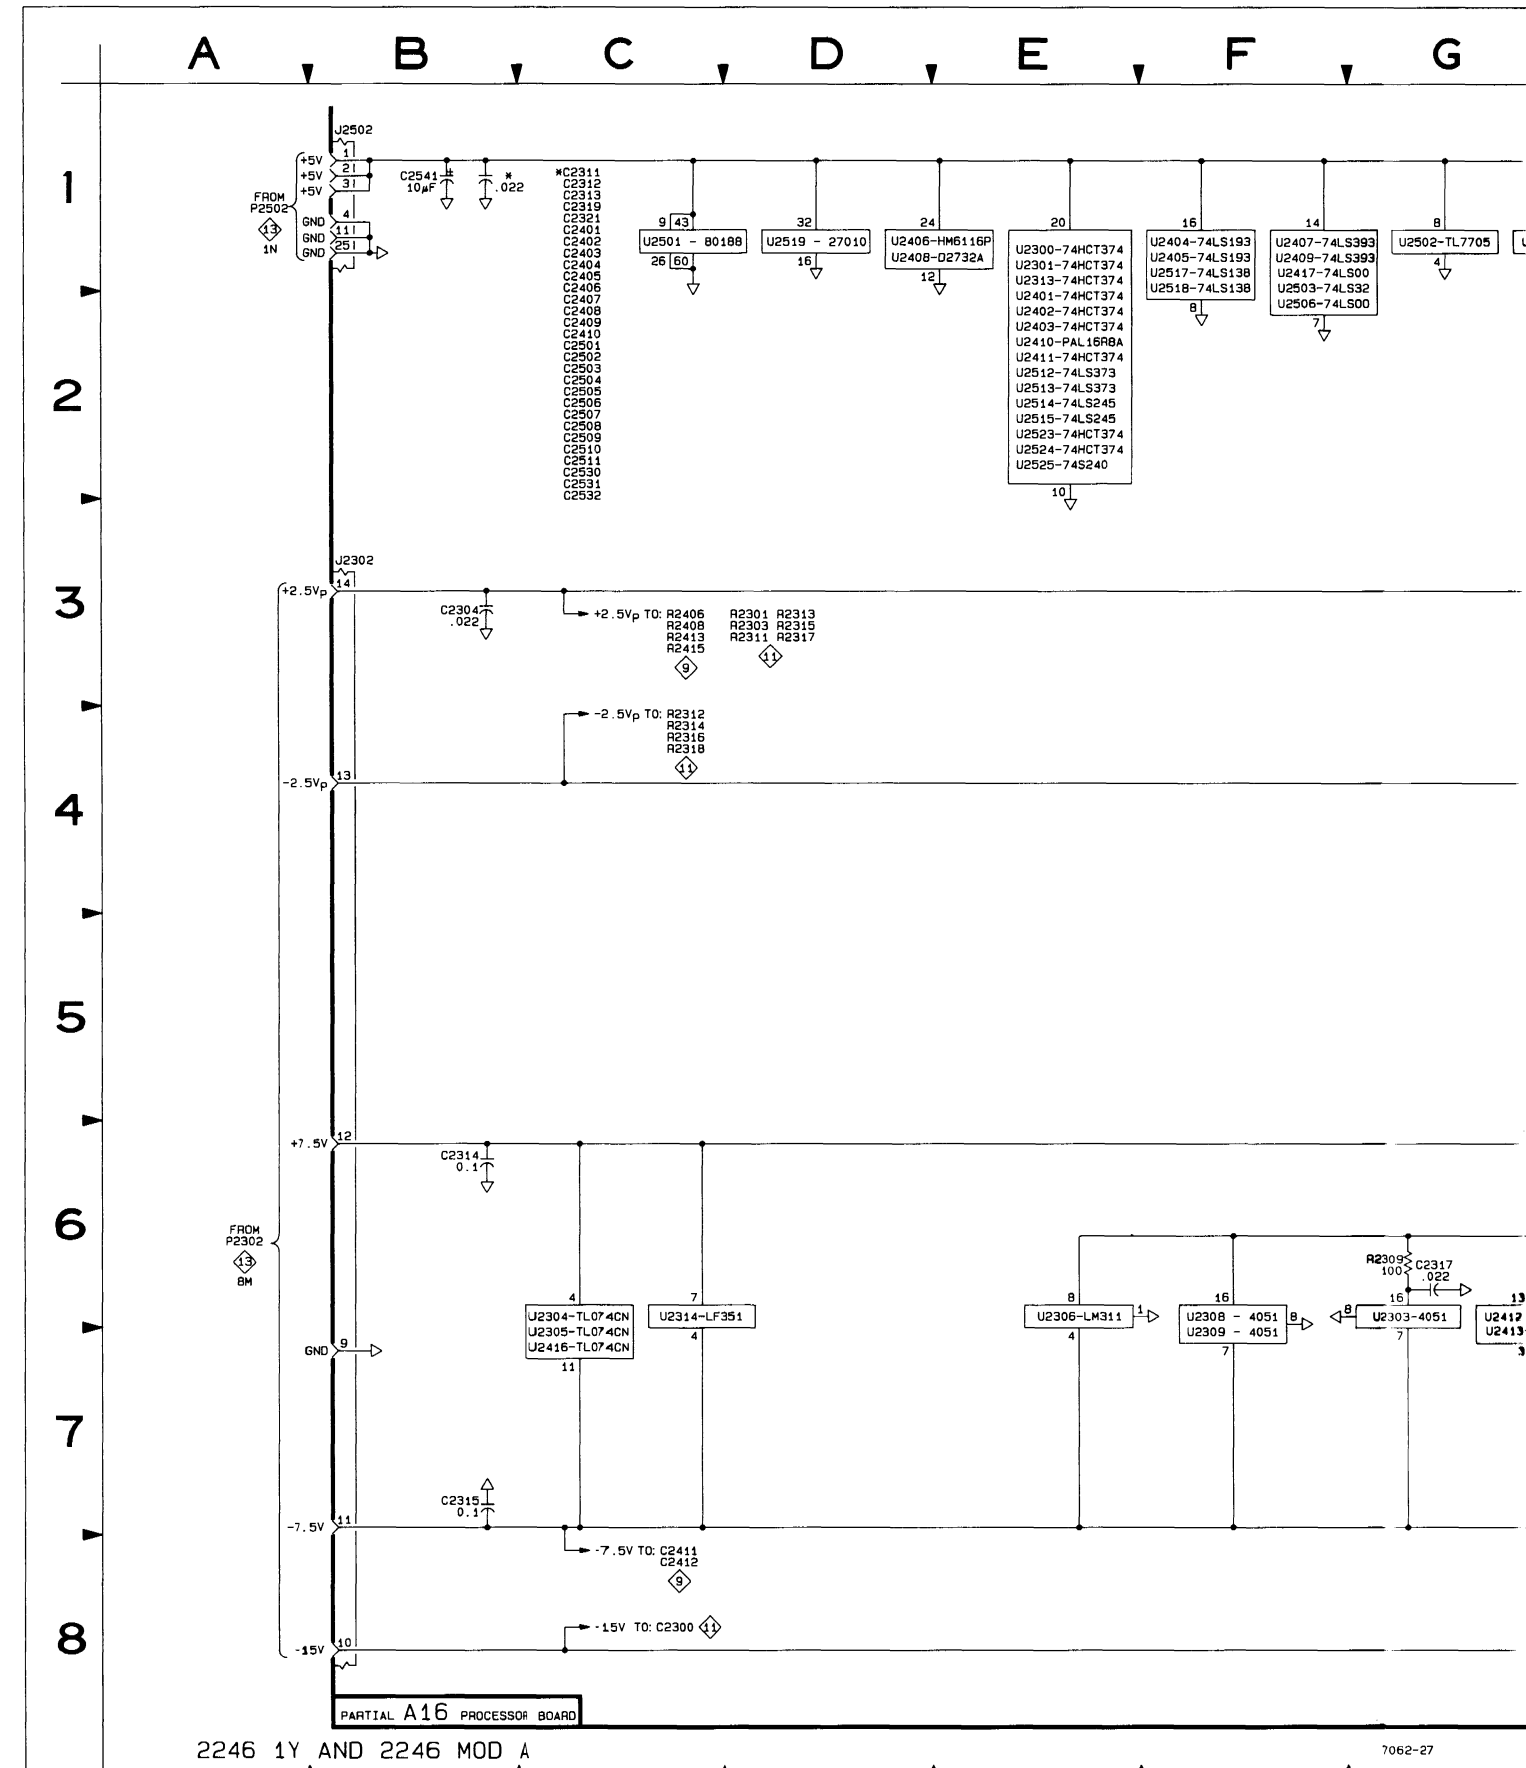 A B C D E F G
1
2
3
4
5
6
7
8
J2502
+5V 1
+5V 2
+5V 3
GND 4
GND 11
GND 25
FROM
P2502
13
1N
C2541 +
10µF
*
.022
*C2311
C2312
C2313
C2319
C2321
C2401
C2402
C2403
C2404
C2405
C2406
C2407
C2408
C2409
C2410
C2501
C2502
C2503
C2504
C2505
C2506
C2507
C2508
C2509
C2510
C2511
C2530
C2531
C2532
9 43
U2501 - 80188
26 60
32
U2519 - 27010
16
24
U2406-HM6116P
U2408-D2732A
12
20
U2300-74HCT374
U2301-74HCT374
U2313-74HCT374
U2401-74HCT374
U2402-74HCT374
U2403-74HCT374
U2410-PAL16R8A
U2411-74HCT374
U2512-74LS373
U2513-74LS373
U2514-74LS245
U2515-74LS245
U2523-74HCT374
U2524-74HCT374
U2525-74S240
10
16
U2404-74LS193
U2405-74LS193
U2517-74LS138
U2518-74LS138
8
14
U2407-74LS393
U2409-74LS393
U2417-74LS00
U2503-74LS32
U2506-74LS00
7
8
U2502-TL7705
4
J2302
+2.5Vp 14
C2304
.022
+2.5Vp TO: R2406 R2301 R2313
R2408 R2303 R2315
R2413 R2311 R2317
R2415
9
11
-2.5Vp TO: R2312
R2314
R2316
R2318
11
-2.5Vp 13
+7.5V 12
C2314
0.1
FROM
P2302
13
8M
R2309
100
C2317
.022
4
U2304-TL074CN
U2305-TL074CN
U2416-TL074CN
11
7
U2314-LF351
4
8
U2306-LM311 1
4
16
U2308 - 4051
U2309 - 4051
8
7
16
8 U2303-4051
7
13
U2412
U2413-
GND 9
C2315
0.1
-7.5V 11
-7.5V TO: C2411
C2412
9
-15V TO: C2300 11
-15V 10
PARTIAL A16 PROCESSOR BOARD
2246 1Y AND 2246 MOD A
7062-27